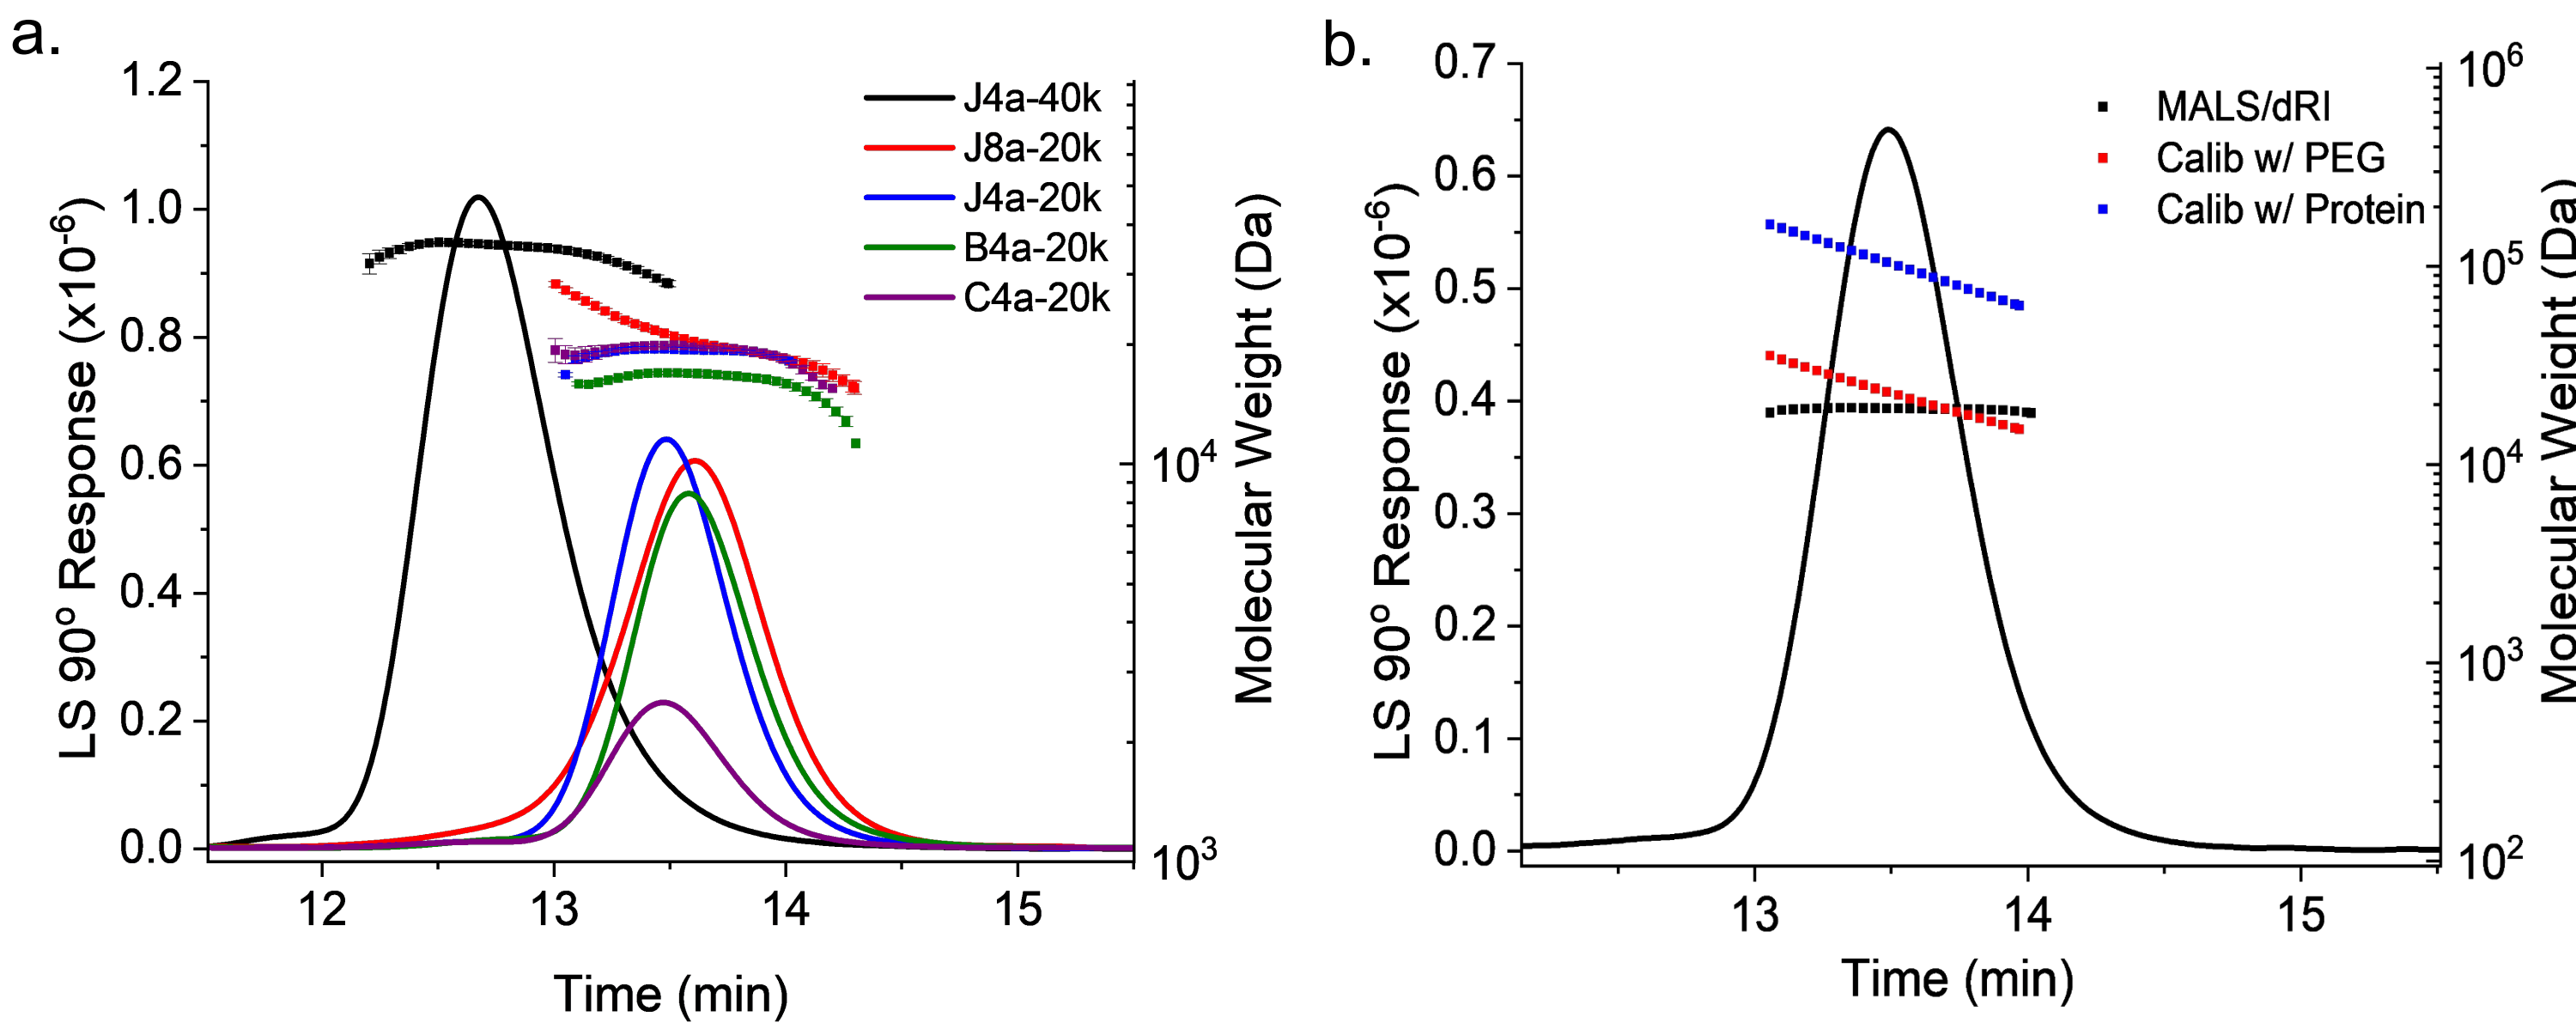 a.
LS 90º Response (x10-6)
1.2
1.0
0.8
0.6
0.4
0.2
0.0
J4a-40k
J8a-20k
J4a-20k
B4a-20k
C4a-20k
104
103
Molecular Weight (Da)
12 13 14 15
Time (min)
b.
LS 90º Response (x10-6)
0.7
0.6
0.5
0.4
0.3
0.2
0.1
0.0
MALS/dRI
Calib w/ PEG
Calib w/ Protein
106
105
104
103
102
Molecular Weight (Da)
13 14 15
Time (min)